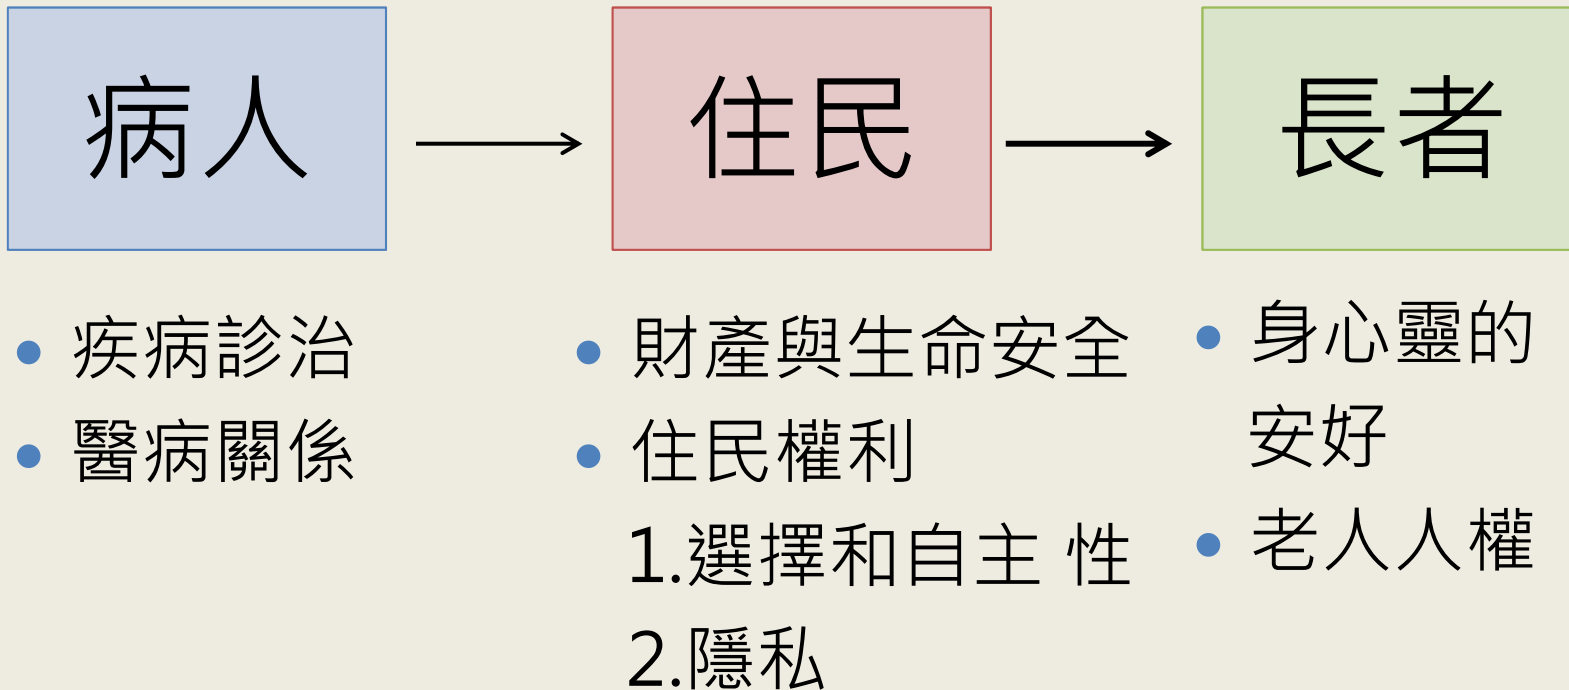 病人
住民
長者
疾病診治
醫病關係
財產與生命安全
住民權利
1.選擇和自主 性
2.隱私
身心靈的
安好
老人人權